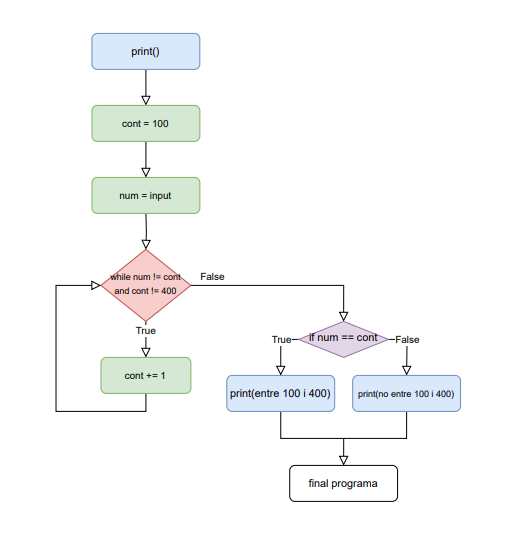 print()
cont = 100
num = input
while num != cont
and cont != 400
False
True
cont += 1
if num == cont
True
False
print(entre 100 i 400)
print(no entre 100 i 400)
final programa